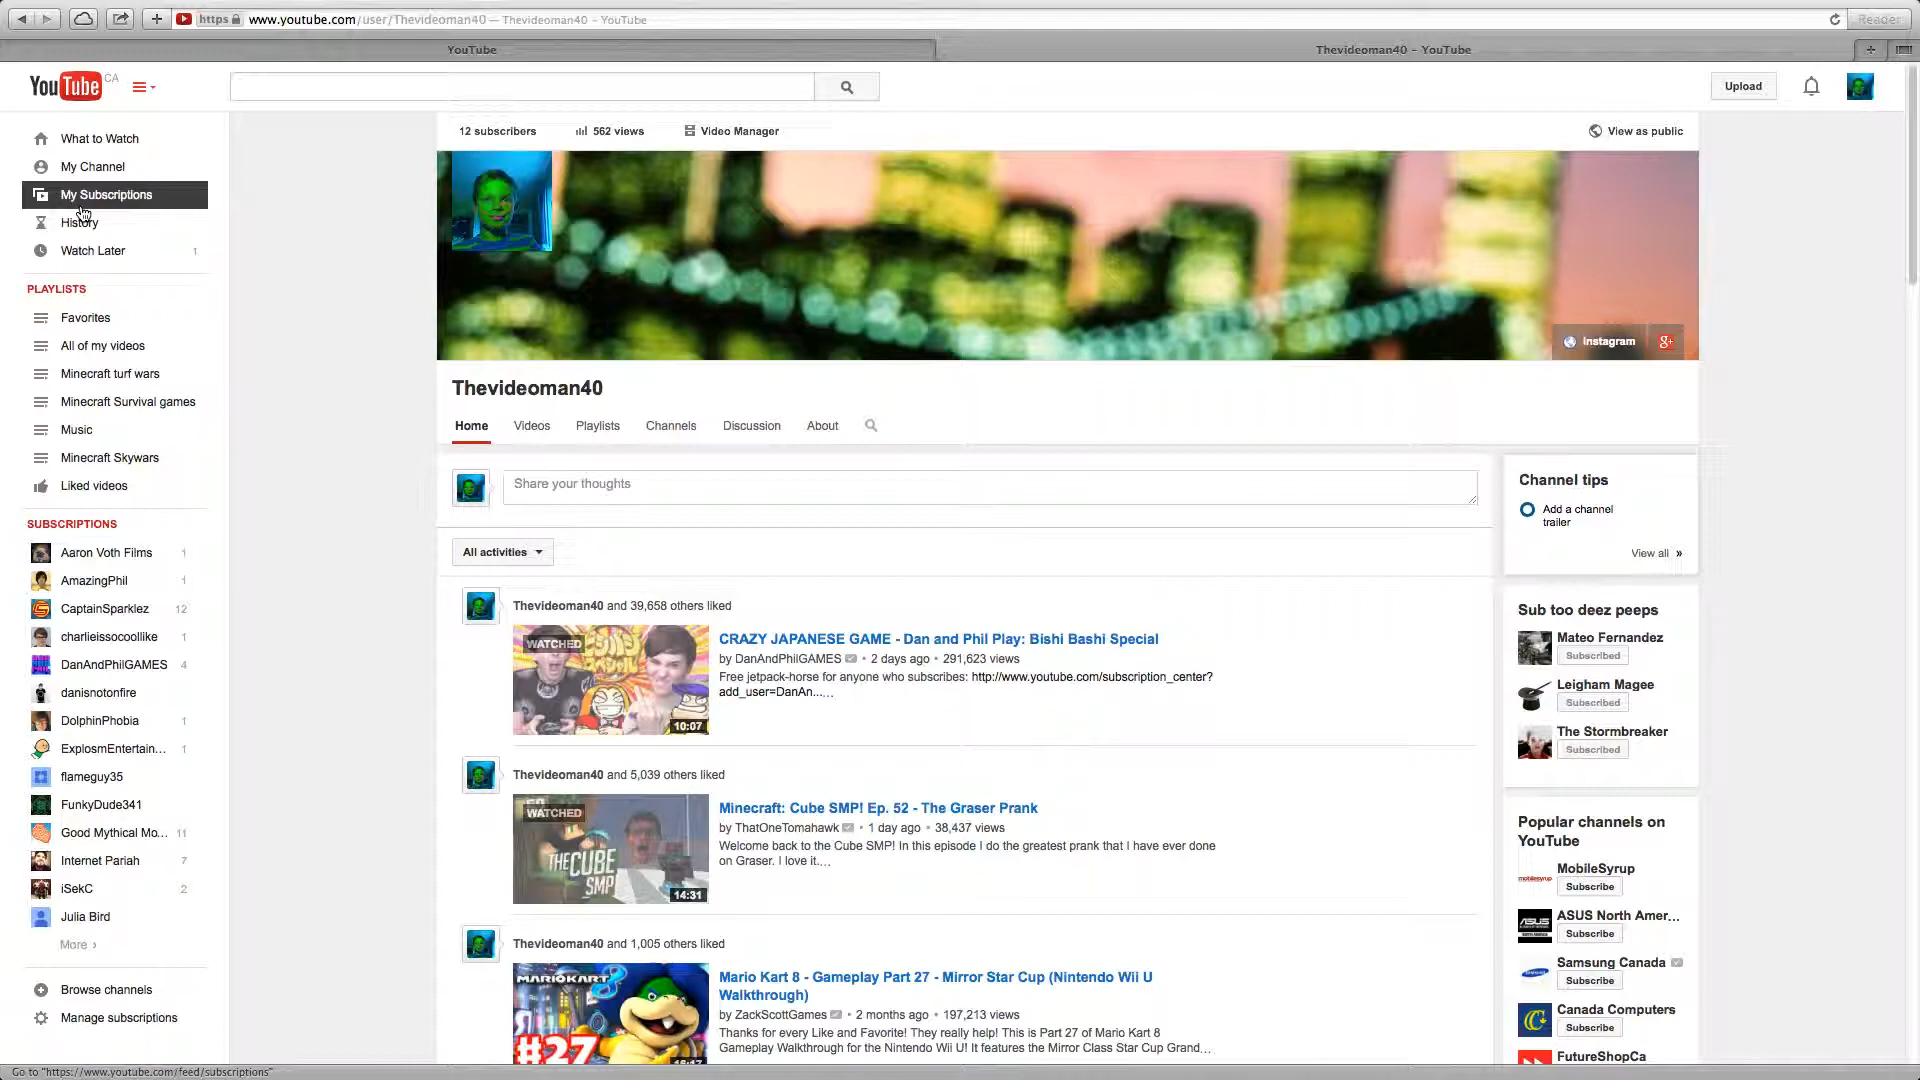 https www.youtube.com/user/Thevideoman40 — Thevideoman40 - YouTube
Reader
YouTube
Thevideoman40 - YouTube
YouTube CA
Upload
What to Watch
My Channel
My Subscriptions
History
Watch Later 1
PLAYLISTS
Favorites
All of my videos
Minecraft turf wars
Minecraft Survival games
Music
Minecraft Skywars
Liked videos
SUBSCRIPTIONS
Aaron Voth Films 1
AmazingPhil 1
CaptainSparklez 12
charlieissocoollike 1
DanAndPhilGAMES 4
danisnotonfire
DolphinPhobia 1
ExplosmEntertain... 1
flameguy35
FunkyDude341
Good Mythical Mo... 11
Internet Pariah 7
iSekC 2
Julia Bird
More ›
Browse channels
Manage subscriptions
12 subscribers
562 views
Video Manager
View as public
Instagram
g+
Thevideoman40
Home
Videos
Playlists
Channels
Discussion
About
Share your thoughts
All activities
Thevideoman40 and 39,658 others liked
WATCHED
10:07
CRAZY JAPANESE GAME - Dan and Phil Play: Bishi Bashi Special
by DanAndPhilGAMES • 2 days ago • 291,623 views
Free jetpack-horse for anyone who subscribes: http://www.youtube.com/subscription_center?
add_user=DanAn...…
Thevideoman40 and 5,039 others liked
WATCHED
THE CUBE
SMP
14:31
Minecraft: Cube SMP! Ep. 52 - The Graser Prank
by ThatOneTomahawk • 1 day ago • 38,437 views
Welcome back to the Cube SMP! In this episode I do the greatest prank that I have ever done
on Graser. I love it.…
Thevideoman40 and 1,005 others liked
MARIOKART 8
#27
Mario Kart 8 - Gameplay Part 27 - Mirror Star Cup (Nintendo Wii U
Walkthrough)
by ZackScottGames • 2 months ago • 197,213 views
Thanks for every Like and Favorite! They really help! This is Part 27 of Mario Kart 8
Gameplay Walkthrough for the Nintendo Wii U! It features the Mirror Class Star Cup Grand…
Channel tips
Add a channel
trailer
View all »
Sub too deez peeps
Mateo Fernandez
Subscribed
Leigham Magee
Subscribed
The Stormbreaker
Subscribed
Popular channels on
YouTube
mobilesyrup
MobileSyrup
Subscribe
ASUS
ASUS North Amer...
Subscribe
Samsung Canada
Subscribe
Canada Computers
Subscribe
FutureShopCa
Go to "https://www.youtube.com/feed/subscriptions"